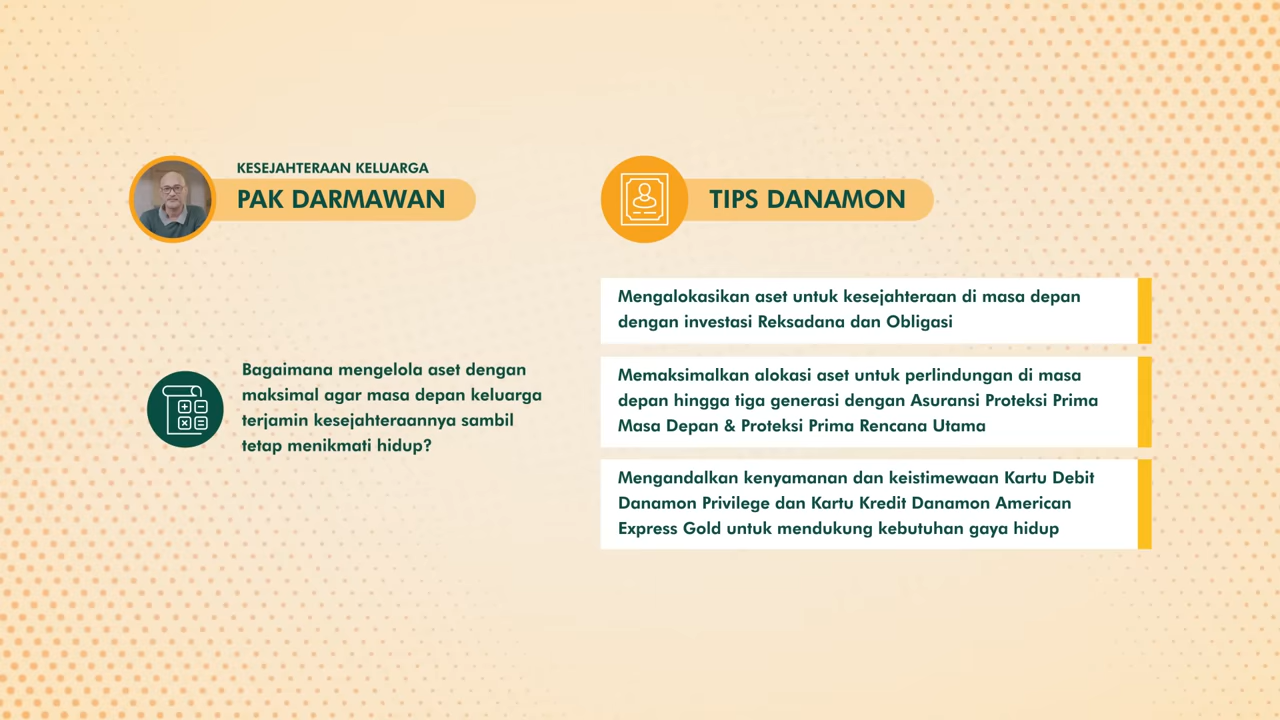 KESEJAHTERAAN KELUARGA
PAK DARMAWAN
Bagaimana mengelola aset dengan
maksimal agar masa depan keluarga
terjamin kesejahteraannya sambil
tetap menikmati hidup?
TIPS DANAMON
Mengalokasikan aset untuk kesejahteraan di masa depan
dengan investasi Reksadana dan Obligasi
Memaksimalkan alokasi aset untuk perlindungan di masa
depan hingga tiga generasi dengan Asuransi Proteksi Prima
Masa Depan & Proteksi Prima Rencana Utama
Mengandalkan kenyamanan dan keistimewaan Kartu Debit
Danamon Privilege dan Kartu Kredit Danamon American
Express Gold untuk mendukung kebutuhan gaya hidup